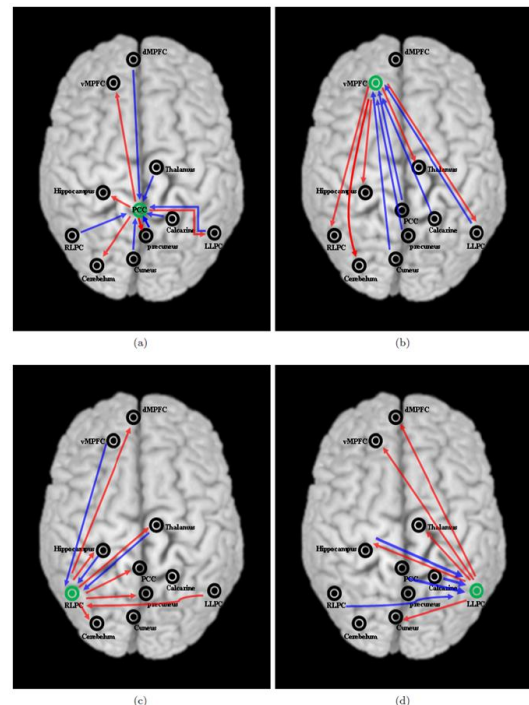 dMPFC
vMPFC
Thalamus
Hippocampus
PCC
Calcarine
RLPC
precuneus
LLPC
Cuneus
Cerebelum
(a)
dMPFC
vMPFC
Thalamus
Hippocampus
PCC
Calcarine
RLPC
precuneus
LLPC
Cuneus
Cerebelum
(b)
dMPFC
vMPFC
Thalamus
Hippocampus
PCC
Calcarine
RLPC
precuneus
LLPC
Cerebelum
Cuneus
(c)
dMPFC
vMPFC
Thalamus
Hippocampus
PCC
Calcarine
RLPC
precuneus
LLPC
Cerebelum
Cuneus
(d)